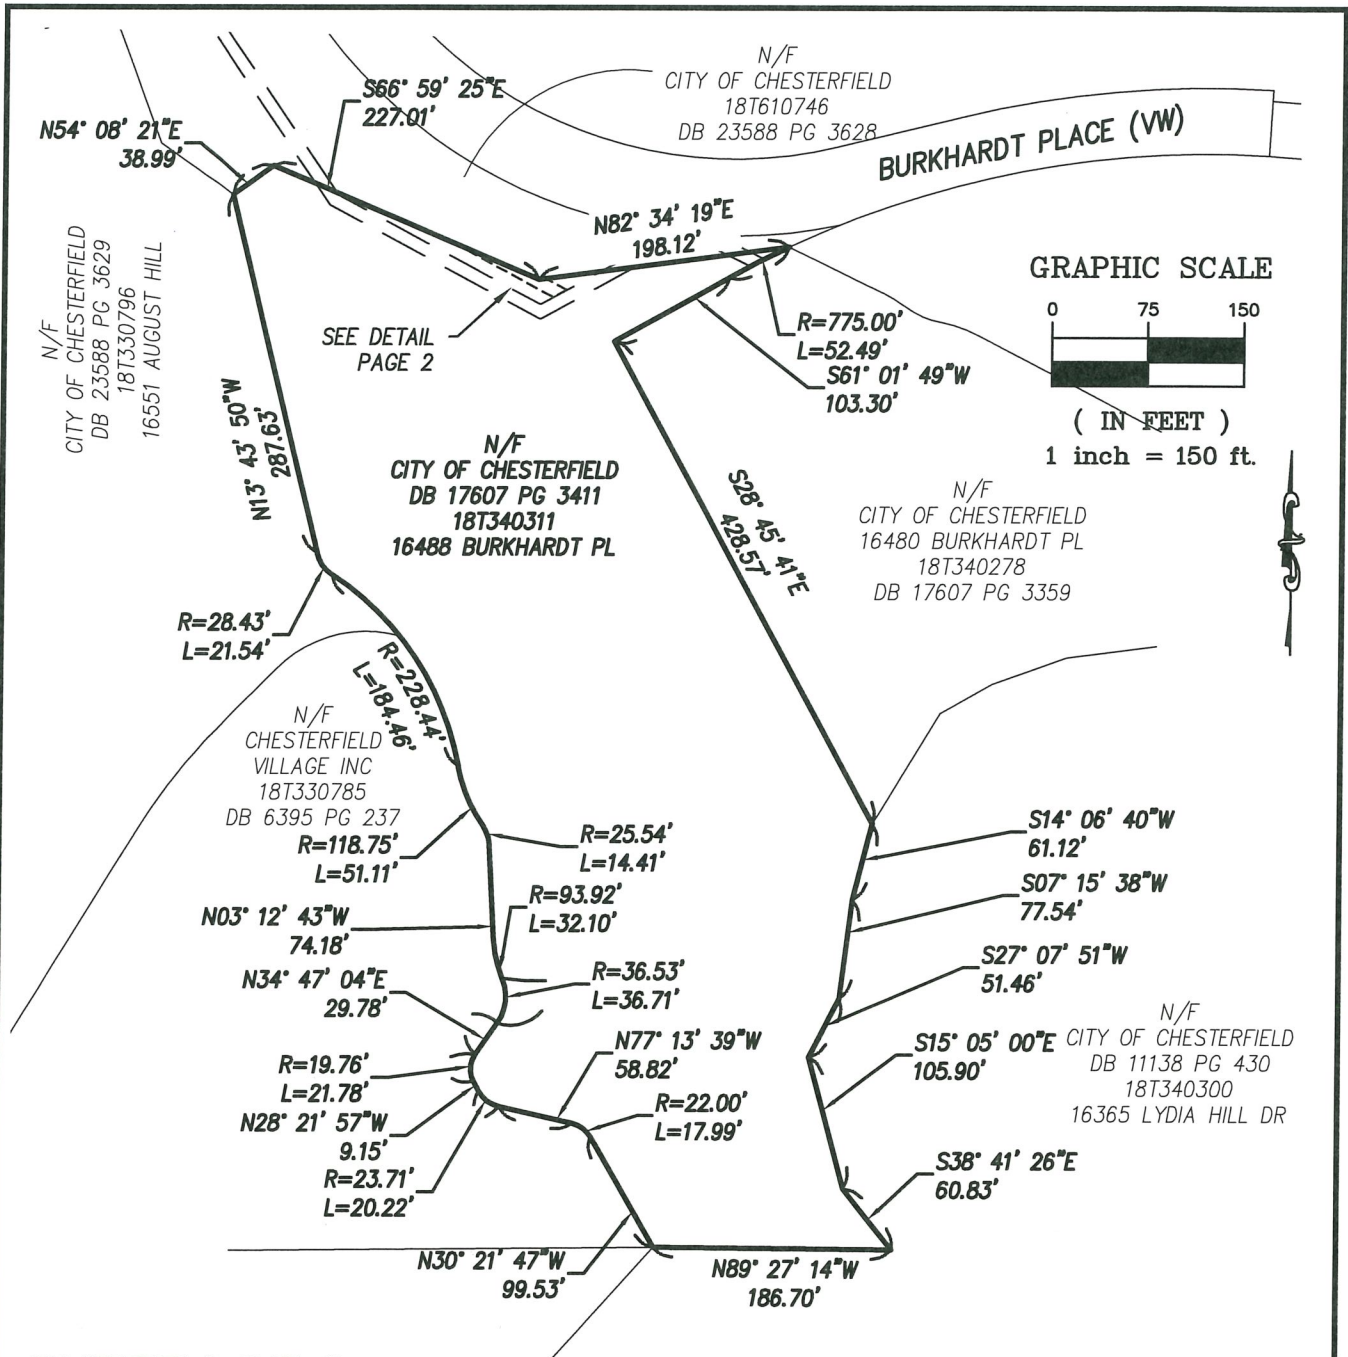 N/F
CITY OF CHESTERFIELD
18T610746
DB 23588 PG 3628
BURKHARDT PLACE (VW)
S66° 59' 25"E
227.01'
N54° 08' 21"E
38.99'
N82° 34' 19"E
198.12'
N/F
CITY OF CHESTERFIELD
DB 23588 PG 3629
18T330796
16551 AUGUST HILL
GRAPHIC SCALE
0 75 150
( IN FEET )
1 inch = 150 ft.
SEE DETAIL
PAGE 2
R=775.00'
L=52.49'
S61° 01' 49"W
103.30'
N13° 43' 50"W
287.63'
N/F
CITY OF CHESTERFIELD
DB 17607 PG 3411
18T340311
16488 BURKHARDT PL
S28° 45' 41"E
428.57'
N/F
CITY OF CHESTERFIELD
16480 BURKHARDT PL
18T340278
DB 17607 PG 3359
R=28.43'
L=21.54'
R=228.44'
L=184.46'
N/F
CHESTERFIELD
VILLAGE INC
18T330785
DB 6395 PG 237
R=118.75'
L=51.11'
R=25.54'
L=14.41'
S14° 06' 40"W
61.12'
R=93.92'
L=32.10'
S07° 15' 38"W
77.54'
N03° 12' 43"W
74.18'
S27° 07' 51"W
51.46'
N34° 47' 04"E
29.78'
R=36.53'
L=36.71'
N77° 13' 39"W
58.82'
S15° 05' 00"E
105.90'
N/F
CITY OF CHESTERFIELD
DB 11138 PG 430
18T340300
16365 LYDIA HILL DR
R=19.76'
L=21.78'
R=22.00'
L=17.99'
N28° 21' 57"W
9.15'
R=23.71'
L=20.22'
S38° 41' 26"E
60.83'
N30° 21' 47"W
99.53'
N89° 27' 14"W
186.70'